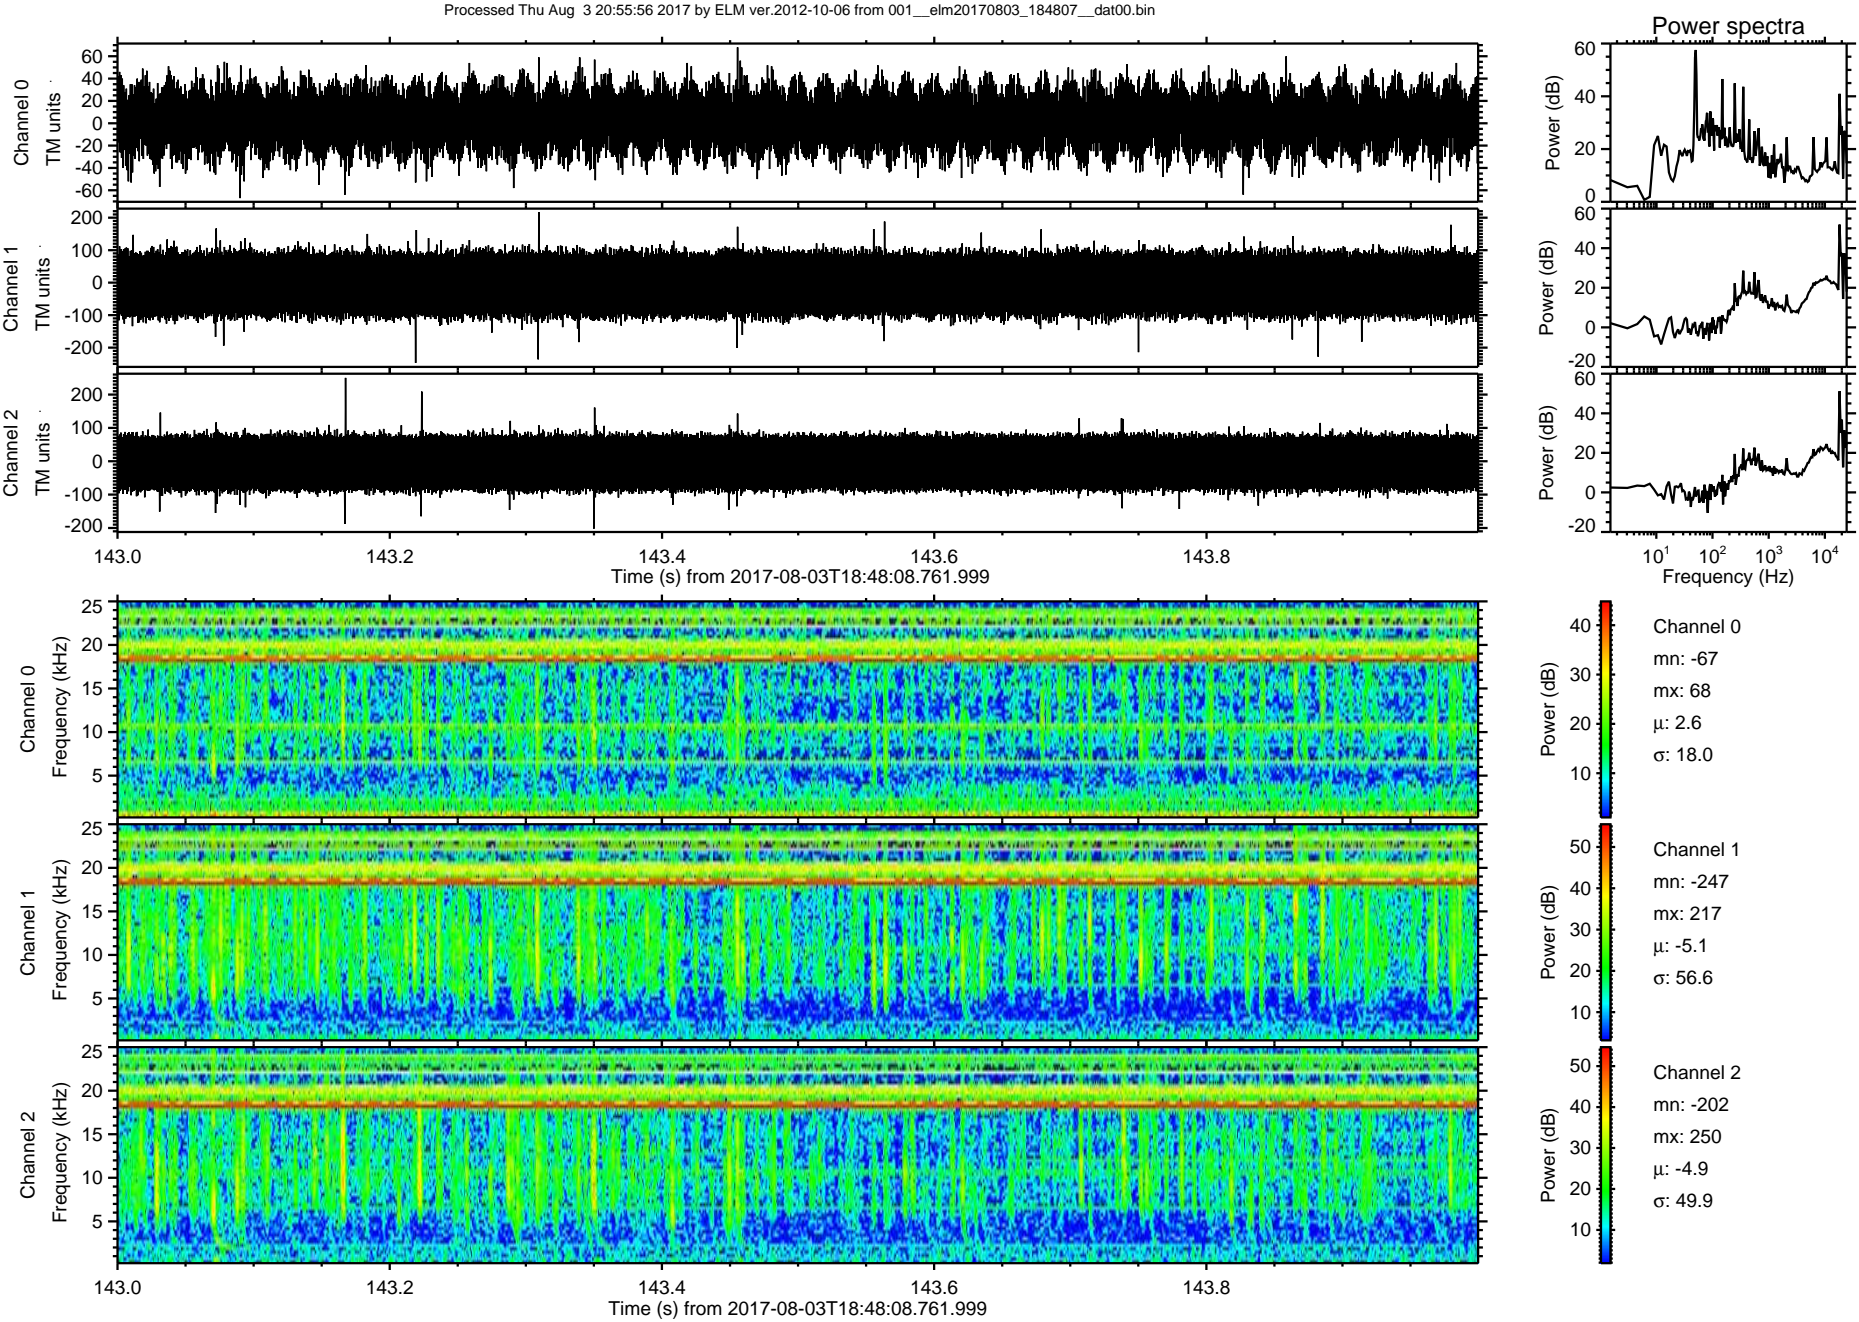 Processed Thu Aug  3 20:55:56 2017 by ELM ver.2012-10-06 from 001__elm20170803_184807__dat00.bin
Power spectra
Channel 0
TM units
60
40
20
0
-20
-40
-60
Power (dB)
60
40
20
0
Channel 1
TM units
200
100
0
-100
-200
Power (dB)
60
40
20
0
-20
Channel 2
TM units
200
100
0
-100
-200
Power (dB)
60
40
20
0
-20
143.0 143.2 143.4 143.6 143.8
Time (s) from 2017-08-03T18:48:08.761.999
10^1 10^2 10^3 10^4
Frequency (Hz)
Channel 0
Frequency (kHz)
25
20
15
10
5
Power (dB)
40
30
20
10
Channel 0
mn: -67
mx: 68
μ: 2.6
σ: 18.0
Channel 1
Frequency (kHz)
25
20
15
10
5
Power (dB)
50
40
30
20
10
Channel 1
mn: -247
mx: 217
μ: -5.1
σ: 56.6
Channel 2
Frequency (kHz)
25
20
15
10
5
Power (dB)
50
40
30
20
10
Channel 2
mn: -202
mx: 250
μ: -4.9
σ: 49.9
143.0 143.2 143.4 143.6 143.8
Time (s) from 2017-08-03T18:48:08.761.999